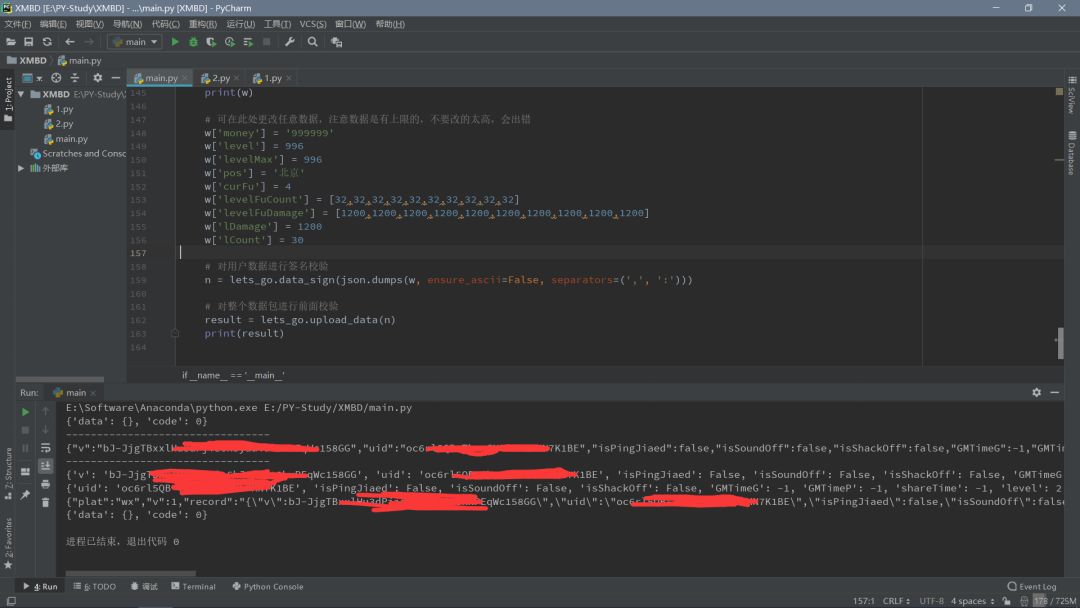 XMBD [E:\PY-Study\XMBD] - ...\main.py [XMBD] - PyCharm
文件(F) 编辑(E) 视图(V) 导航(N) 代码(C) 重构(R) 运行(U) 工具(T) VCS(S) 窗口(W) 帮助(H)
main
XMBD main.py
main.py 2.py 1.py
1: Project
XMBD E:\PY-Study\
1.py
2.py
main.py
Scratches and Conso
外部库
SciView
Database
145 print(w)
146
147 # 可在此处更改任意数据，注意数据是有上限的，不要改的太高，会出错
148 w['money'] = '999999'
149 w['level'] = 996
150 w['levelMax'] = 996
151 w['pos'] = '北京'
152 w['curFu'] = 4
153 w['levelFuCount'] = [32,32,32,32,32,32,32,32,32,32]
154 w['levelFuDamage'] = [1200,1200,1200,1200,1200,1200,1200,1200,1200,1200]
155 w['lDamage'] = 1200
156 w['lCount'] = 30
157
158 # 对用户数据进行签名校验
159 n = lets_go.data_sign(json.dumps(w, ensure_ascii=False, separators=(',', ':')))
160
161 # 对整个数据包进行前面校验
162 result = lets_go.upload_data(n)
163 print(result)
164
if __name__ == '__main__'
Run: main
E:\Software\Anaconda\python.exe E:/PY-Study/XMBD/main.py
{'data': {}, 'code': 0}
--------------------------------
{"v":"bJ-JjgTBxxl c158GG","uid":"oc6 7K1BE","isPingJiaed":false,"isSoundOff":false,"isShackOff":false,"GMTimeG":-1,"GMTim
--------------------------------
{'v': 'bJ-Jjg EqWc158GG', 'uid': 'oc6rl5QB K1BE', 'isPingJiaed': False, 'isSoundOff': False, 'isShackOff': False, 'GMTimeG
{'uid': 'oc6rl5QB 7K1BE', 'isPingJiaed': False, 'isSoundOff': False, 'isShackOff': False, 'GMTimeG': -1, 'GMTimeP': -1, 'shareTime': -1, 'level': 2
{"plat":"wx","v":1,"record":"{\"v\":bJ-JjgTB EqWc158GG\",\"uid\":\"oc6 N7K1BE\",\"isPingJiaed\":false,\"isSoundOff\":false
{'data': {}, 'code': 0}
进程已结束，退出代码 0
Z: Structure
2: Favorites
4: Run 6: TODO 调试 Terminal Python Console Event Log
157:1 CRLF UTF-8 4 spaces 178 / 725M